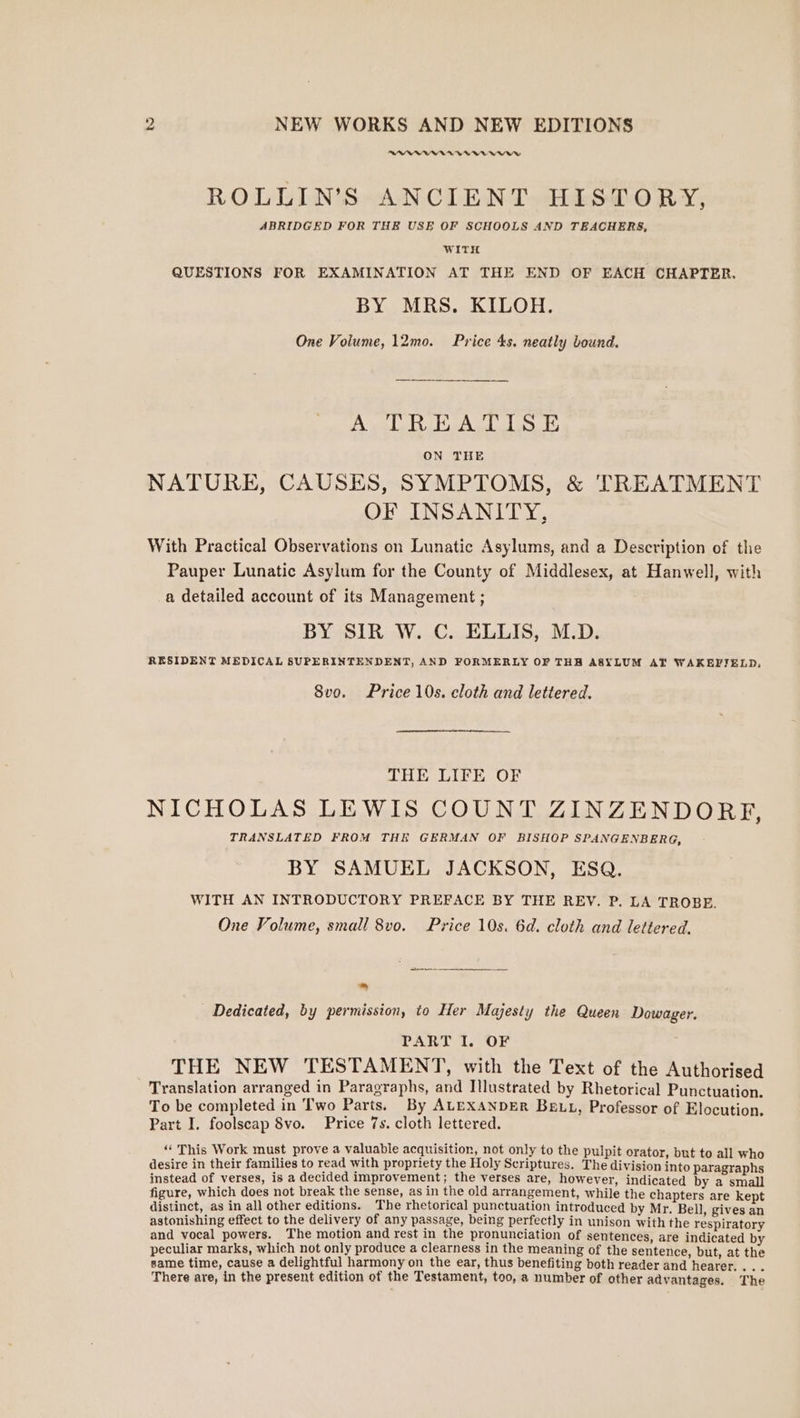 2 NEW WORKS AND NEW EDITIONS
ROLLIN'S ANCIENT HISTORY,
ABRIDGED FOR THE USE OF SCHOOLS AND TEACHERS,
WITH
QUESTIONS FOR EXAMINATION AT THE END OF EACH CHAPTER.
BY MRS. KILOH.
One Volume, 12mo. Price 4s. neatly bound.
A TREATISE
ON THE
NATURE, CAUSES, SYMPTOMS, & TREATMENT
OF INSANITY,
With Practical Observations on Lunatic Asylums, and a Description of the
Pauper Lunatic Asylum for the County of Middlesex, at Hanwell, with
a detailed account of its Management;
BY SIR W. C. ELLIS, M.D.
RESIDENT MEDICAL SUPERINTENDENT, AND FORMERLY OF THE ASYLUM AT WAKEFIELD,
8vo. Price 10s. cloth and lettered.
THE LIFE OF
NICHOLAS LEWIS COUNT ZINZENDORF,
TRANSLATED FROM THE GERMAN OF BISHOP SPANGENBERG,
BY SAMUEL JACKSON, ESQ.
WITH AN INTRODUCTORY PREFACE BY THE REV. P. LA TROBE.
One Volume, small 8vo. Price 10s. 6d. cloth and lettered.
Dedicated, by permission, to Her Majesty the Queen Dowager.
PART I. OF
THE NEW TESTAMENT, with the Text of the Authorised
Translation arranged in Paragraphs, and Illustrated by Rhetorical Punctuation.
To be completed in Two Parts. By ALEXANDER BELL, Professor of Elocution.
Part I. foolscap 8vo. Price 7s. cloth lettered.
"This Work must prove a valuable acquisition, not only to the pulpit orator, but to all who
desire in their families to read with propriety the Holy Scriptures. The division into paragraphs
instead of verses, is a decided improvement; the verses are, however, indicated by a small
figure, which does not break the sense, as in the old arrangement, while the chapters are kept
distinct, as in all other editions. The rhetorical punctuation introduced by Mr. Bell, gives an
astonishing effect to the delivery of any passage, being perfectly in unison with the respiratory
and vocal powers. The motion and rest in the pronunciation of sentences, are indicated by
peculiar marks, which not only produce a clearness in the meaning of the sentence, but, at the
same time, cause a delightful harmony on the ear, thus benefiting both reader and hearer. . . .
There are, in the present edition of the Testament, too, a number of other advantages. The